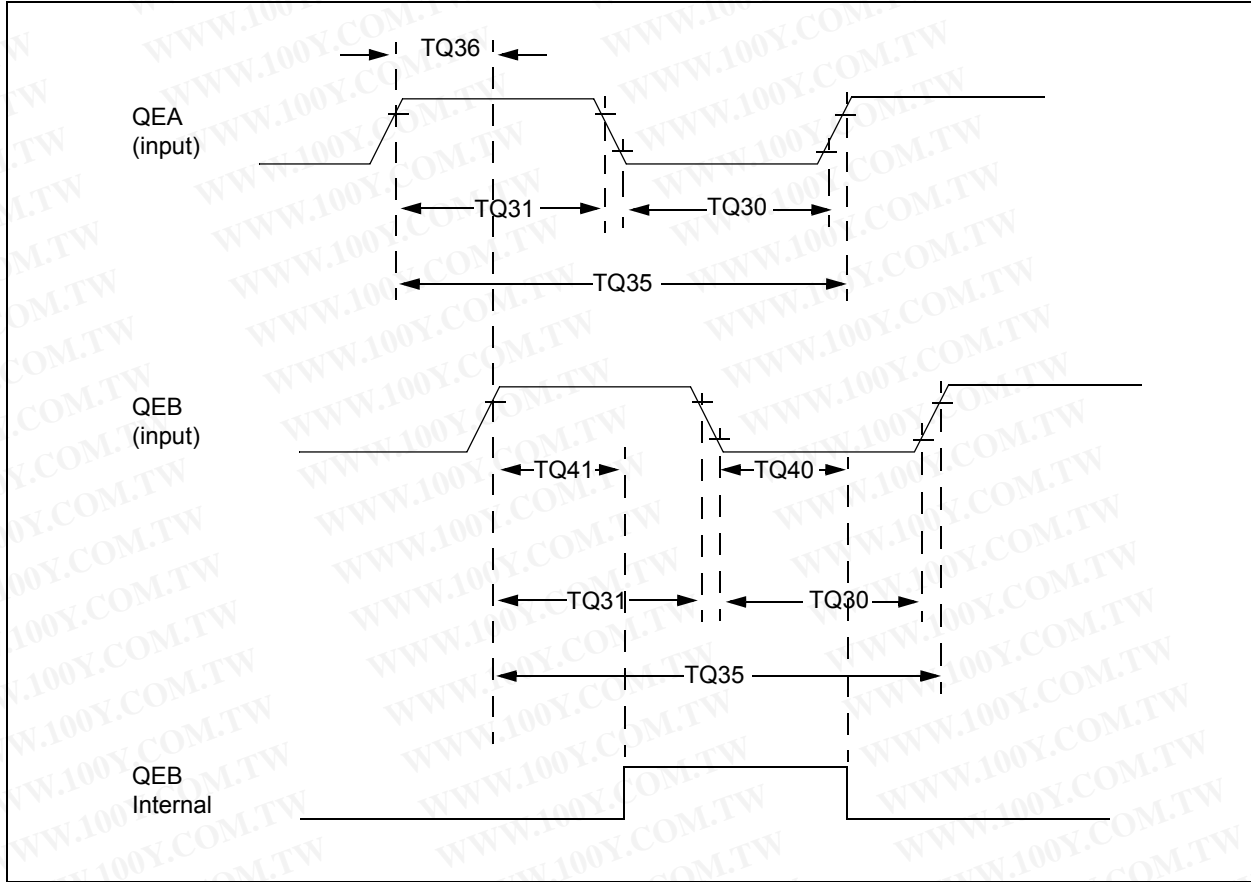 TQ36
QEA
(input)
TQ31
TQ30
TQ35
QEB
(input)
TQ41
TQ40
TQ31
TQ30
TQ35
QEB
Internal
WWW.100Y.COM.TW